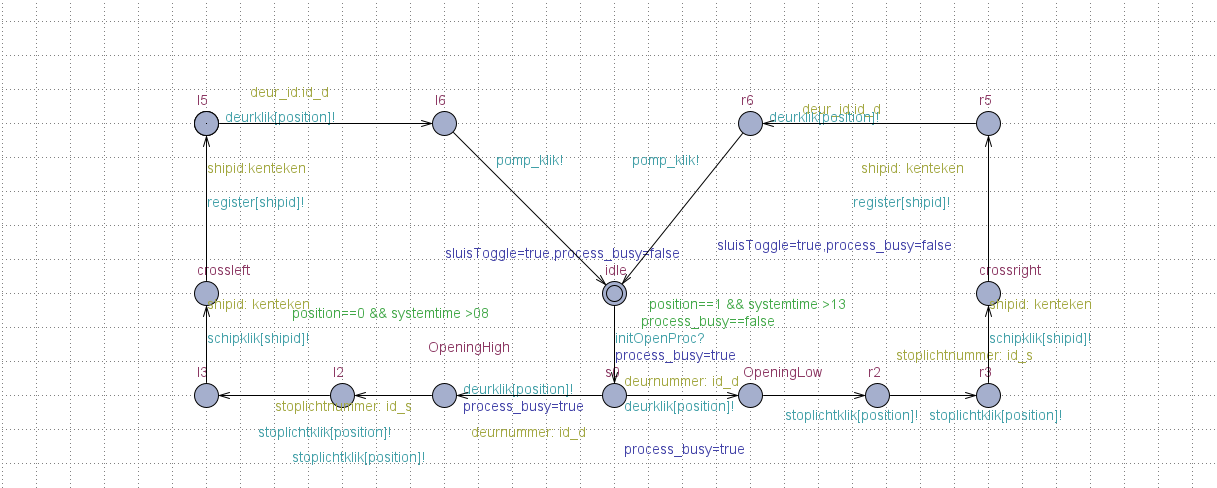 deur_id:id_d
l5
l6
r6
r5
deur_id:id_d
deurklik[position]!
deurklik[position]!
pomp_klik!
pomp_klik!
shipid:kenteken
shipid: kenteken
register[shipid]!
register[shipid]!
sluisToggle=true,process_busy=false
sluisToggle=true,process_busy=false
crossleft
idle
crossright
shipid: kenteken
position==0 && systemtime >08
position==1 && systemtime >13
process_busy==false
shipid: kenteken
schipklik[shipid]!
OpeningHigh
initOpenProc?
process_busy=true
schipklik[shipid]!
stoplichtnummer: id_s
l3
l2
s0
OpeningLow
r2
r3
deurnummer: id_d
deurklik[position]!
process_busy=true
deurklik[position]!
stoplichtnummer: id_s
stoplichtklik[position]!
stoplichtklik[position]!
stoplichtklik[position]!
deurnummer: id_d
stoplichtklik[position]!
process_busy=true